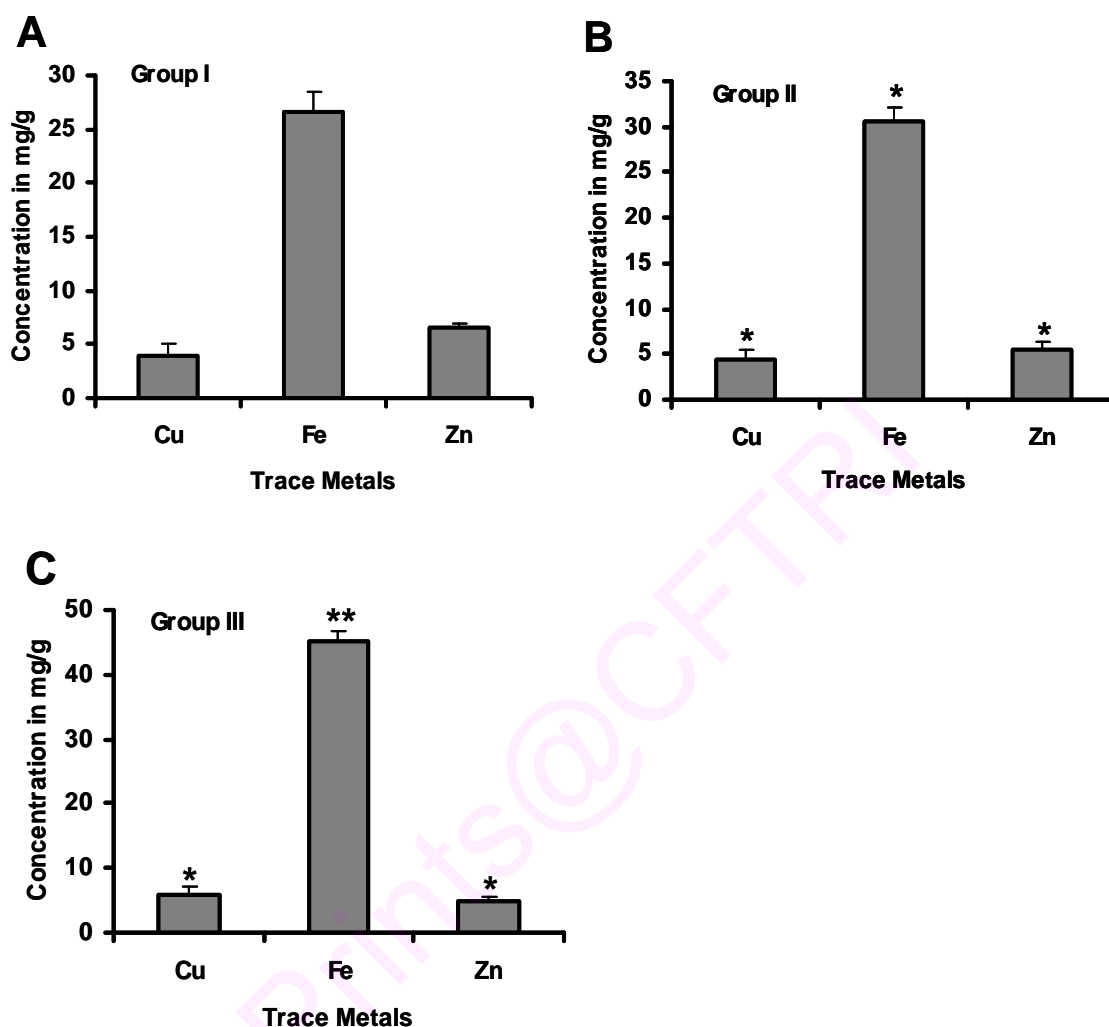 A
Group I
Concentration in mg/g
30
25
20
15
10
5
0
Cu Fe Zn
Trace Metals
B
Group II
Concentration in mg/g
35
30
25
20
15
10
5
0
*
*
*
Cu Fe Zn
Trace Metals
C
Group III
Concentration in mg/g
50
40
30
20
10
0
*
**
*
Cu Fe Zn
Trace Metals
Prints@CFTRI